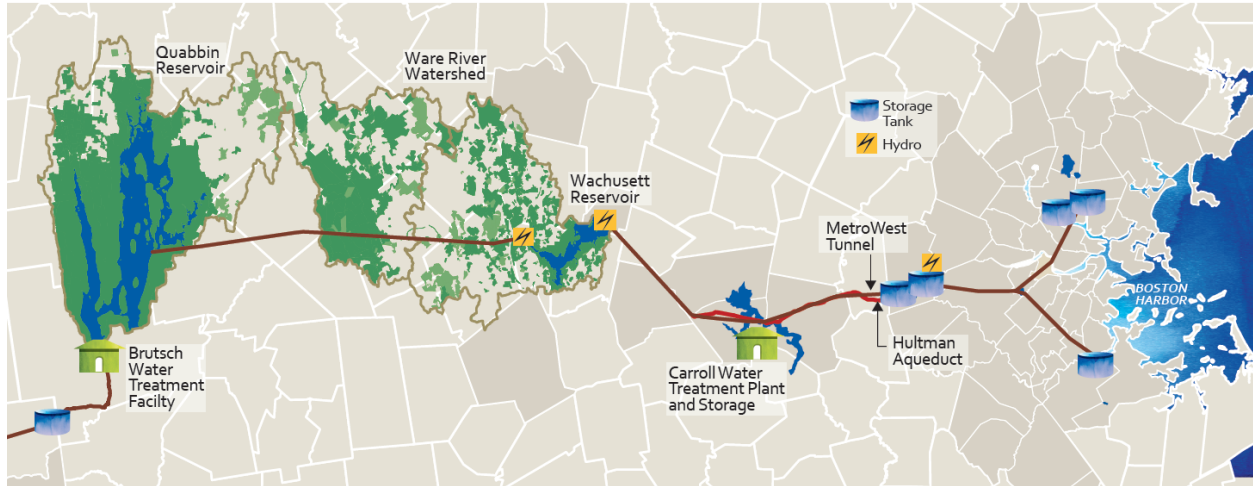 Quabbin
Reservoir
Ware River
Watershed
Storage
Tank
Hydro
Wachusett
Reservoir
MetroWest
Tunnel
BOSTON
HARBOR
Hultman
Aqueduct
Brutsch
Water
Treatment
Facilty
Carroll Water
Treatment Plant
and Storage